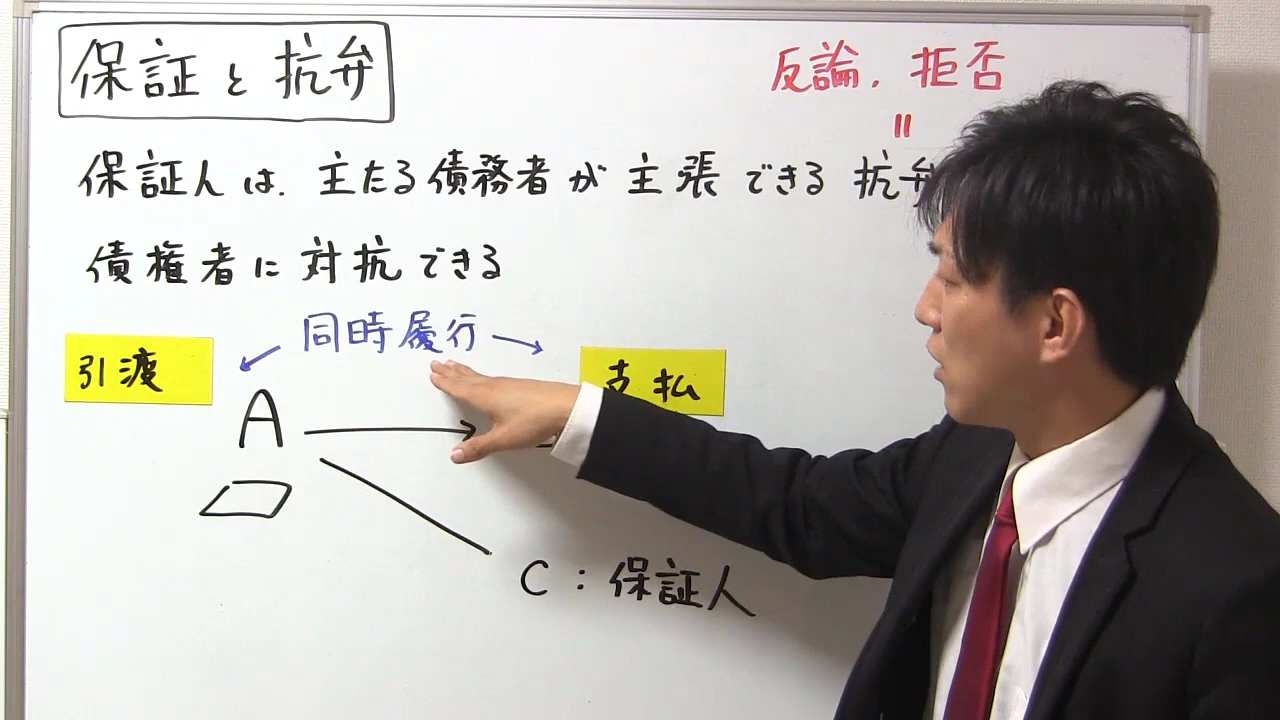 保証と抗弁
反論，拒否
=
保証人は，主たる債務者が主張できる抗弁
債権者に対抗できる
同時履行
引渡
支払
A
C：保証人